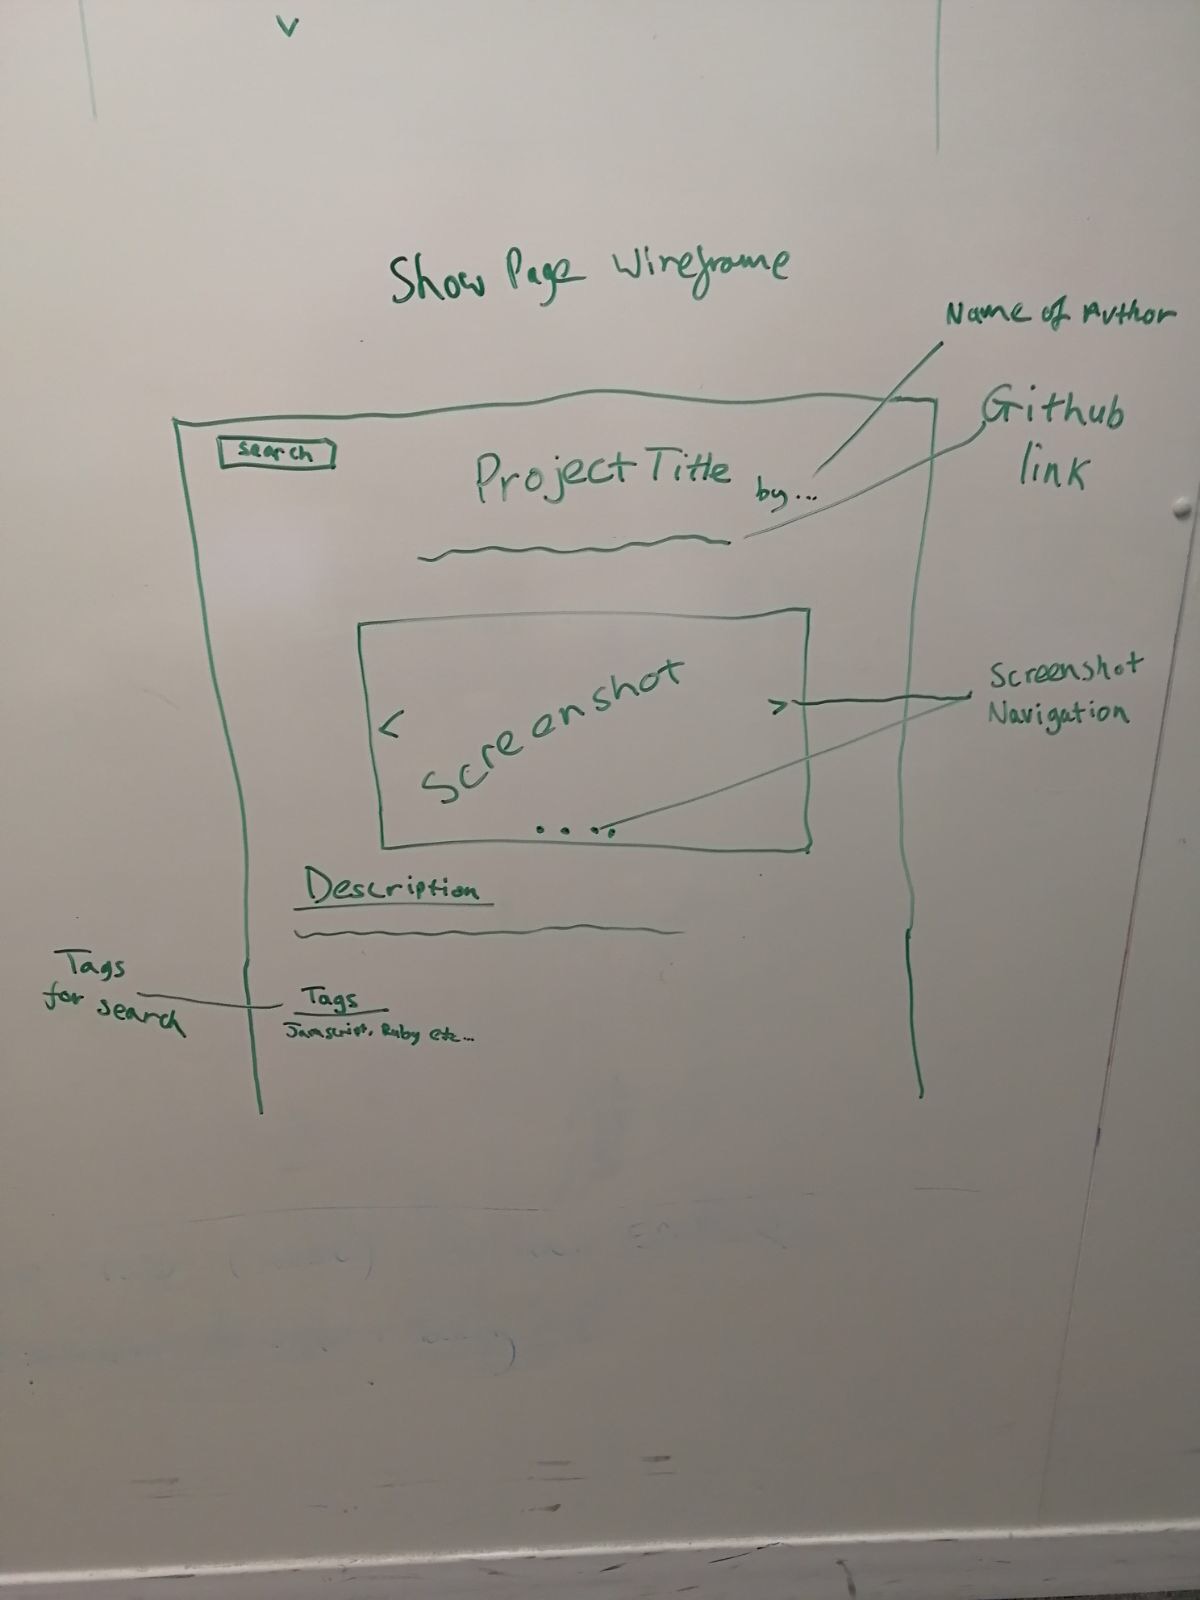 Show Page Wireframe
Name of Author
Github
link
search
Project Title by...
<
Screenshot
>
Screenshot
Navigation
Description
Tags
for search
Tags
Javascript, Ruby etc...